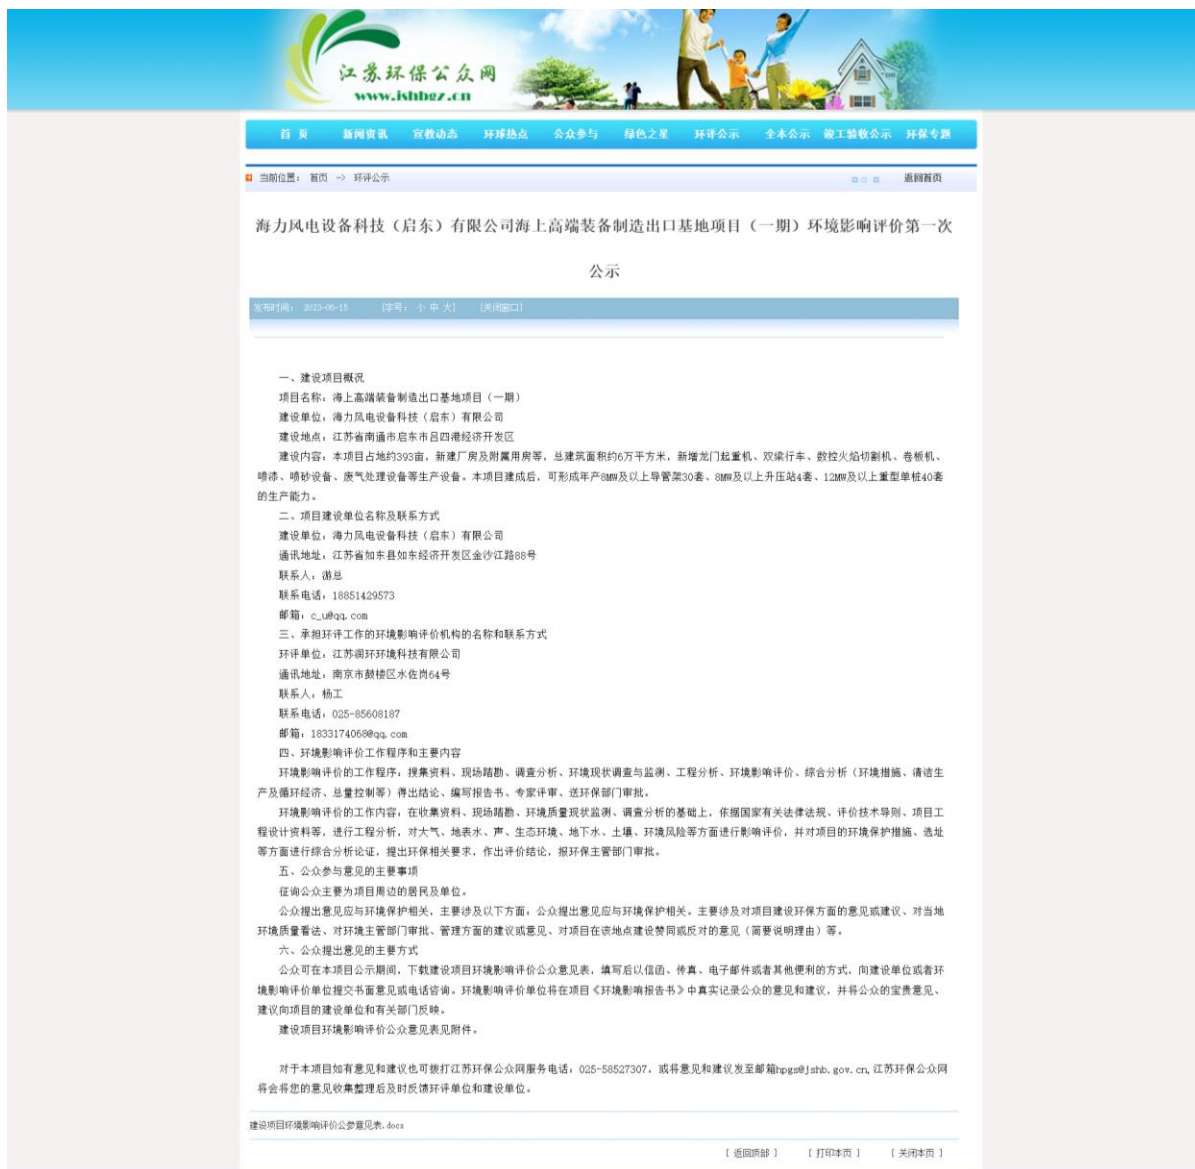 江苏环保公众网
www.jshbgz.cn
首 页 新闻资讯 宣教动态 环球热点 公众参与 绿色之星 环评公示 全本公示 竣工验收公示 环保专题
当前位置： 首页 -> 环评公示 返回首页
海力风电设备科技（启东）有限公司海上高端装备制造出口基地项目（一期）环境影响评价第一次
公示
发布时间： 2023-06-15 [字号： 小 中 大] [关闭窗口]
一、建设项目概况
项目名称：海上高端装备制造出口基地项目（一期）
建设单位：海力风电设备科技（启东）有限公司
建设地点：江苏省南通市启东市吕四港经济开发区
建设内容：本项目占地约393亩，新建厂房及附属用房等，总建筑面积约6万平方米，新增龙门起重机、双梁行车、数控火焰切割机、卷板机、
喷漆、喷砂设备、废气处理设备等生产设备。本项目建成后，可形成年产8MW及以上导管架30套、8MW及以上升压站4套、12MW及以上重型单桩40套
的生产能力。
二、项目建设单位名称及联系方式
建设单位：海力风电设备科技（启东）有限公司
通讯地址：江苏省如东县如东经济开发区金沙江路88号
联系人：游总
联系电话：18851429573
邮箱：c_u@qq.com
三、承担环评工作的环境影响评价机构的名称和联系方式
环评单位：江苏润环环境科技有限公司
通讯地址：南京市鼓楼区水佐岗64号
联系人：杨工
联系电话：025-85608187
邮箱：1833174068@qq.com
四、环境影响评价工作程序和主要内容
环境影响评价的工作程序：搜集资料、现场踏勘、调查分析、环境现状调查与监测、工程分析、环境影响评价、综合分析（环境措施、清洁生
产及循环经济、总量控制等）得出结论、编写报告书、专家评审、送环保部门审批。
环境影响评价的工作内容：在收集资料、现场踏勘、环境质量现状监测、调查分析的基础上，依据国家有关法律法规、评价技术导则、项目工
程设计资料等，进行工程分析，对大气、地表水、声、生态环境、地下水、土壤、环境风险等方面进行影响评价，并对项目的环境保护措施、选址
等方面进行综合分析论证，提出环保相关要求，作出评价结论，报环保主管部门审批。
五、公众参与意见的主要事项
征询公众主要为项目周边的居民及单位。
公众提出意见应与环境保护相关，主要涉及以下方面：公众提出意见应与环境保护相关。主要涉及对项目建设环保方面的意见或建议、对当地
环境质量看法、对环境主管部门审批、管理方面的建议或意见、对项目在该地点建设赞同或反对的意见（简要说明理由）等。
六、公众提出意见的主要方式
公众可在本项目公示期间，下载建设项目环境影响评价公众意见表，填写后以信函、传真、电子邮件或者其他便利的方式，向建设单位或者环
境影响评价单位提交书面意见或电话咨询。环境影响评价单位将在项目《环境影响报告书》中真实记录公众的意见和建议，并将公众的宝贵意见、
建议向项目的建设单位和有关部门反映。
建设项目环境影响评价公众意见表见附件。
对于本项目如有意见和建议也可拨打江苏环保公众网服务电话：025-58527307，或将意见和建议发至邮箱hpgs@jshb.gov.cn,江苏环保公众网
将会将您的意见收集整理后及时反馈环评单位和建设单位。
建设项目环境影响评价公参意见表.docx
[ 返回顶部 ] [ 打印本页 ] [ 关闭本页 ]